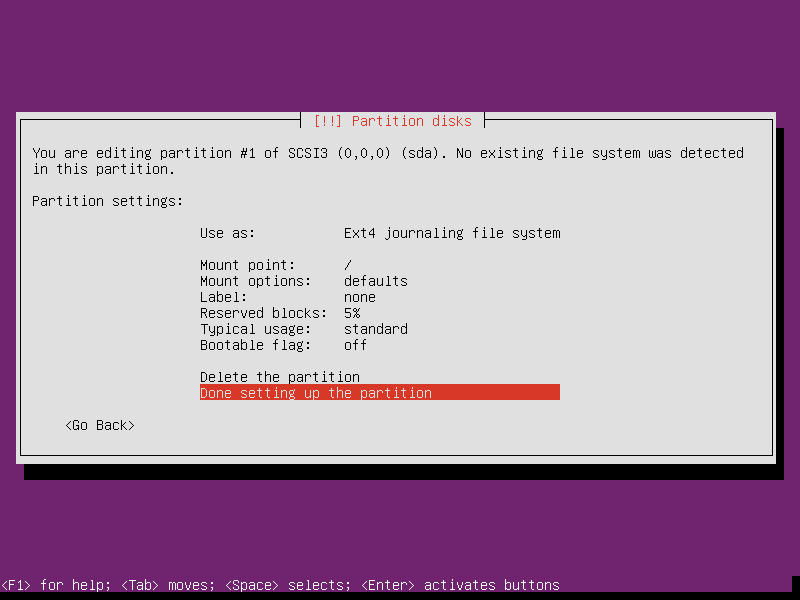 [!!] Partition disks
You are editing partition #1 of SCSI3 (0,0,0) (sda). No existing file system was detected
in this partition.
Partition settings:
Use as: Ext4 journaling file system
Mount point: /
Mount options: defaults
Label: none
Reserved blocks: 5%
Typical usage: standard
Bootable flag: off
Delete the partition
Done setting up the partition
<Go Back>
<F1> for help; <Tab> moves; <Space> selects; <Enter> activates buttons